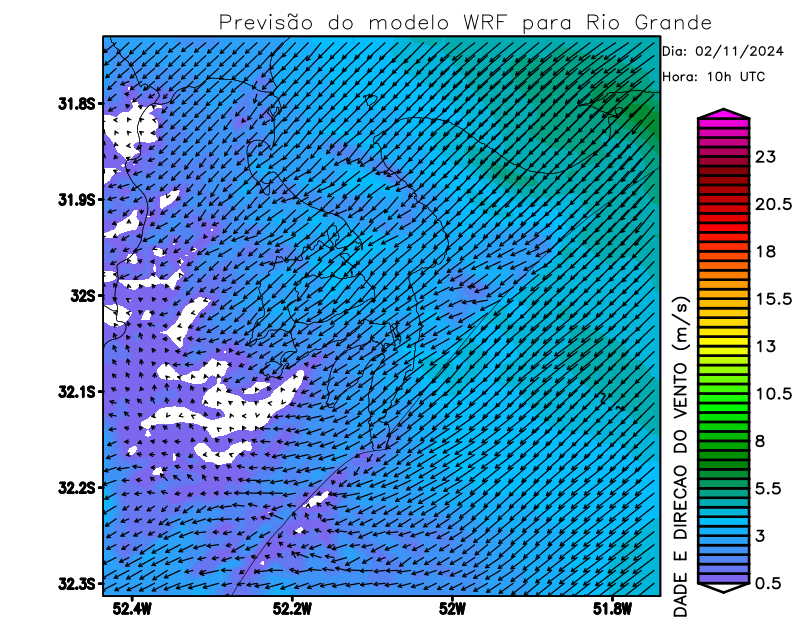 Previsão do modelo WRF para Rio Grande
Dia: 02/11/2024
Hora: 10h UTC
31.8S
31.9S
32S
32.1S
32.2S
32.3S
52.4W
52.2W
52W
51.8W
DADE E DIRECAO DO VENTO (m/s)
23
20.5
18
15.5
13
10.5
8
5.5
3
0.5